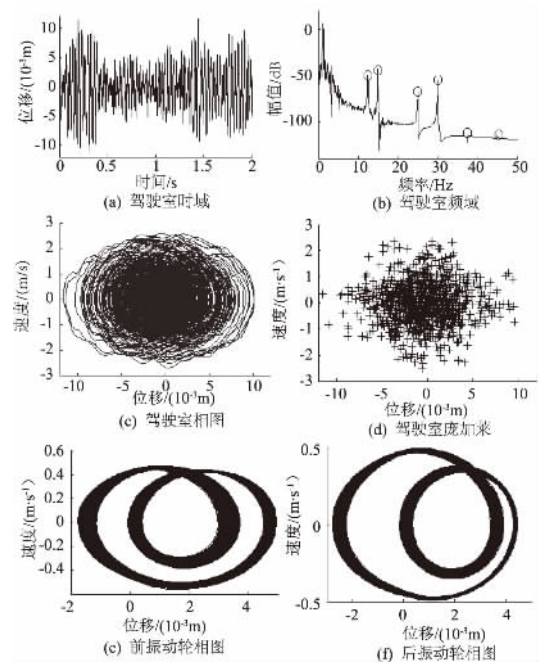 位移/(10⁻³m)
10
5
0
-5
-10
0 0.5 1 1.5 2
时间/s
(a) 驾驶室时域
幅值/dB
0
-50
-100
0 10 20 30 40 50
频率/Hz
(b) 驾驶室频域
速度/(m/s)
3
2
1
0
-1
-2
-3
-10 -5 0 5 10
位移/(10⁻³m)
(c) 驾驶室相图
速度/(m·s⁻¹)
3
2
1
0
-1
-2
-3
-10 -5 0 5 10
位移/(10⁻³m)
(d) 驾驶室庞加莱
速度/(m·s⁻¹)
0.6
0.4
0.2
0
-0.2
-0.4
-2 0 2 4
位移/(10⁻³m)
(e) 前振动轮相图
速度/(m·s⁻¹)
0.5
0
-0.5
-2 0 2 4
位移/(10⁻³m)
(f) 后振动轮相图